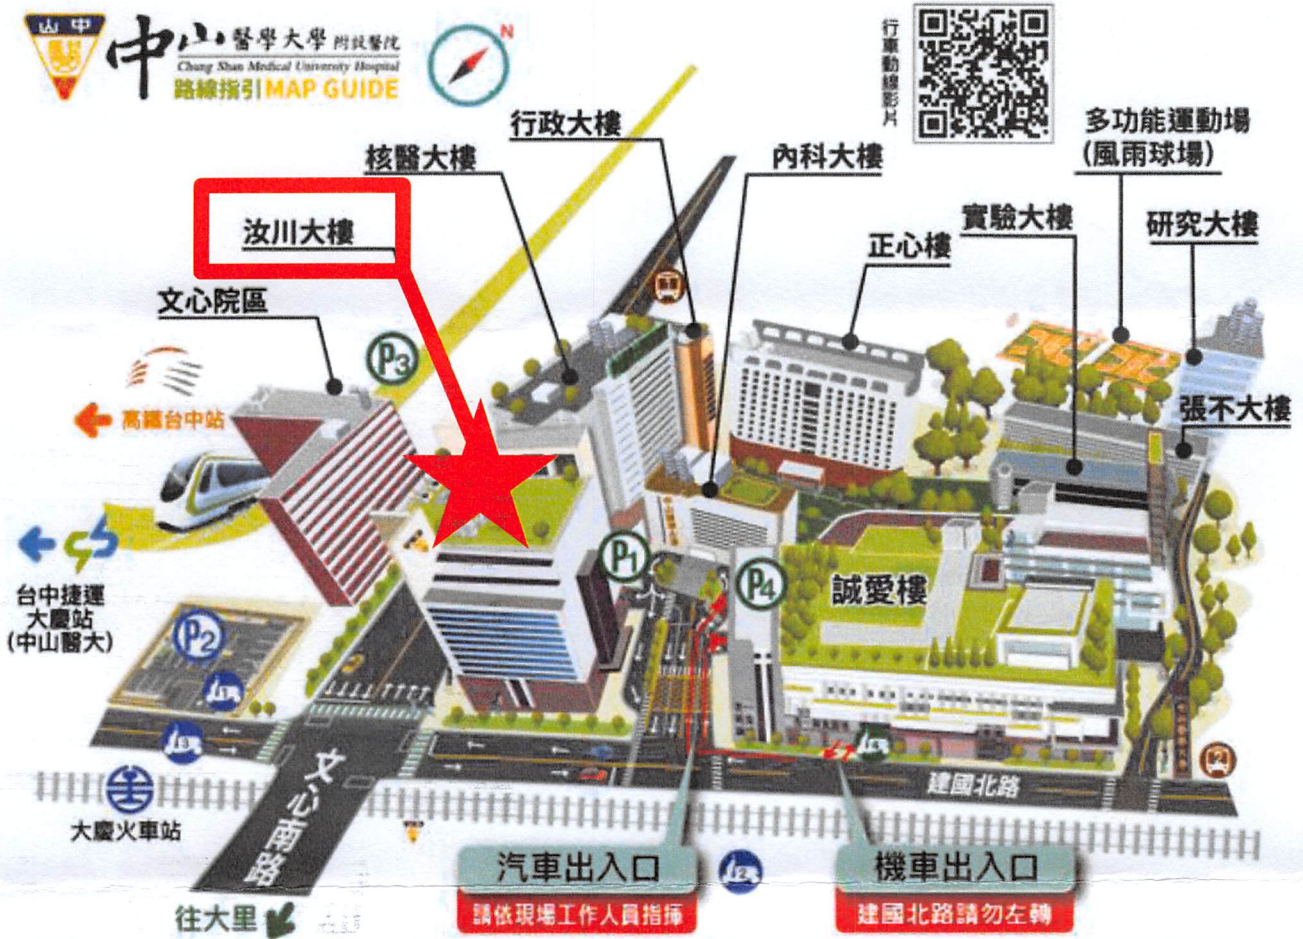 山中
中山醫學大學 附設醫院
Chung Shan Medical University Hospital
路線指引 MAP GUIDE
N
行車動線影片
多功能運動場
(風雨球場)
行政大樓
核醫大樓
內科大樓
汝川大樓
實驗大樓
研究大樓
正心樓
文心院區
P3
高鐵台中站
張不大樓
台中捷運
大慶站
(中山醫大)
P1
P4
誠愛樓
P2
文心南路
建國北路
2
大慶火車站
汽車出入口
請依現場工作人員指揮
2
機車出入口
建國北路請勿左轉
往大里